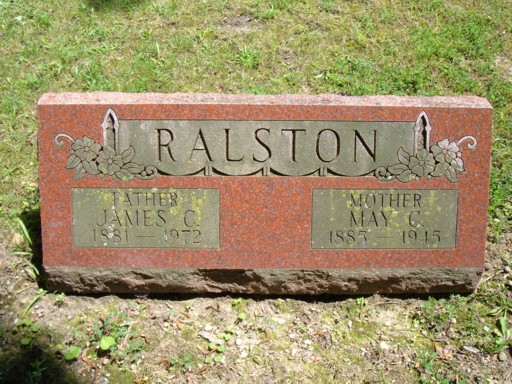 RALSTON
FATHER
JAMES C.
1881 — 1972
MOTHER
MAY C.
1885 — 1945